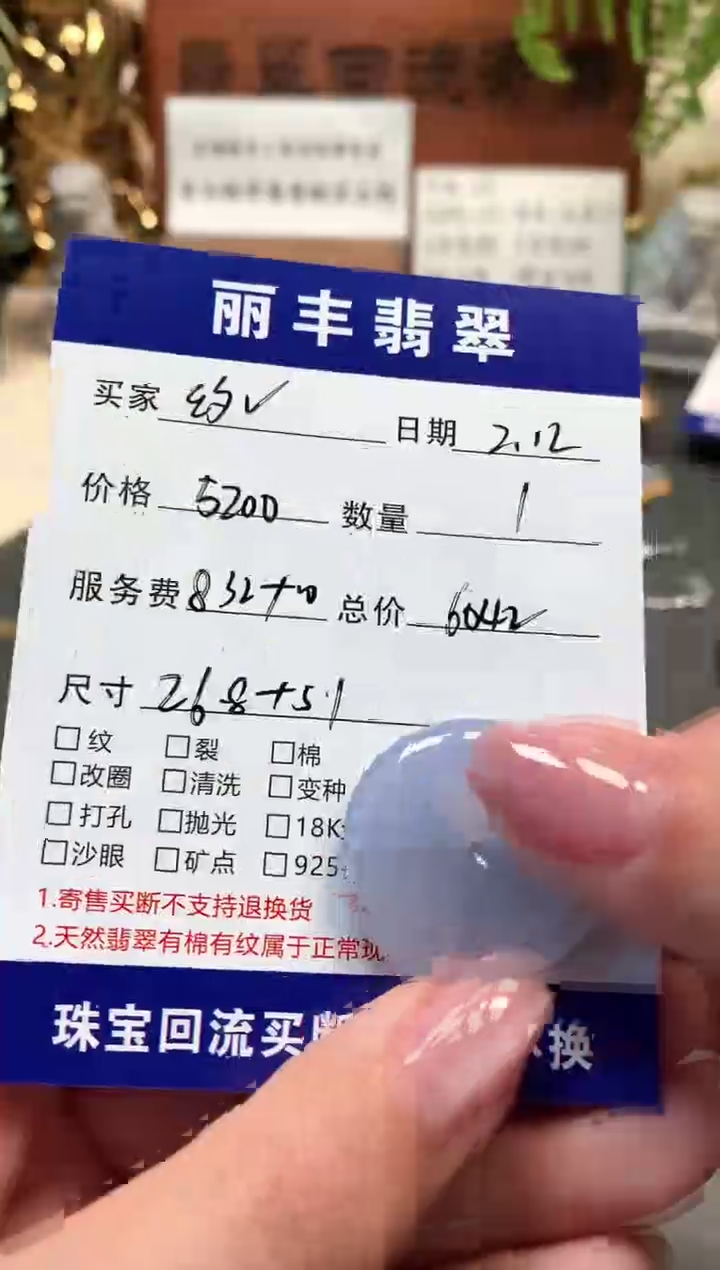 丽丰翡翠
买家 约✓ 日期 2.12
价格 5200 数量 1
服务费 832+10 总价 6042
尺寸 268+51
□纹 □裂 □棉
□改圈 □清洗 □变种
□打孔 □抛光 □18K
□沙眼 □矿点 □925
1.寄售买断不支持退换货
2.天然翡翠有棉有纹属于正常现
珠宝回流买断 换